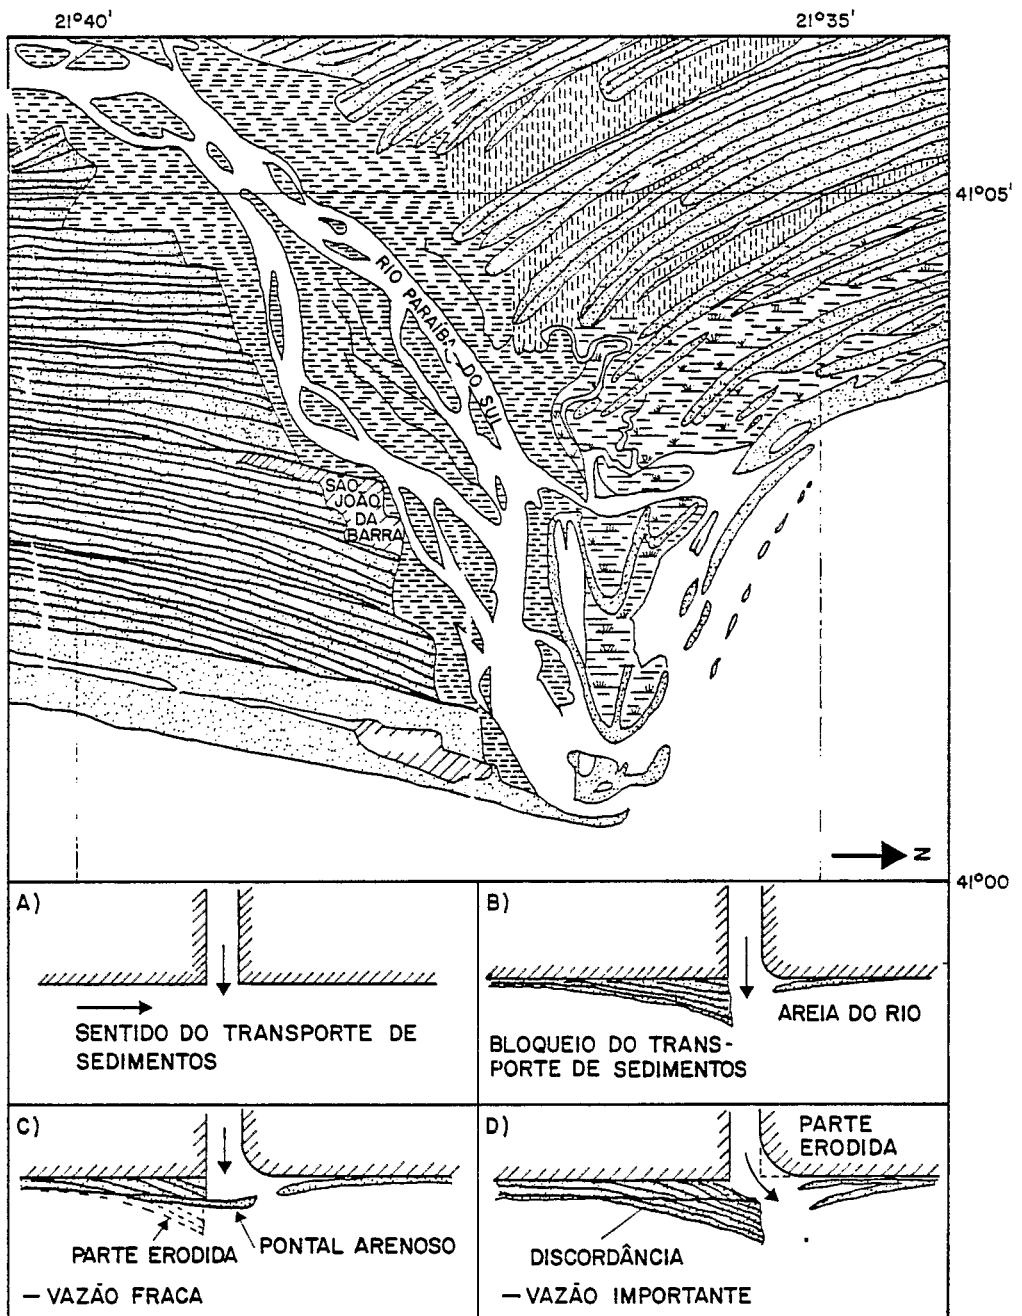 21°40'
21°35'
41°05'
RIO PARAIBA DO SUL
SÃO
JOÃO
DA
BARRA
N
41°00
A)
SENTIDO DO TRANSPORTE DE
SEDIMENTOS
B)
AREIA DO RIO
BLOQUEIO DO TRANS-
PORTE DE SEDIMENTOS
C)
PARTE ERODIDA
PONTAL ARENOSO
— VAZÃO FRACA
D)
PARTE
ERODIDA
DISCORDÂNCIA
— VAZÃO IMPORTANTE